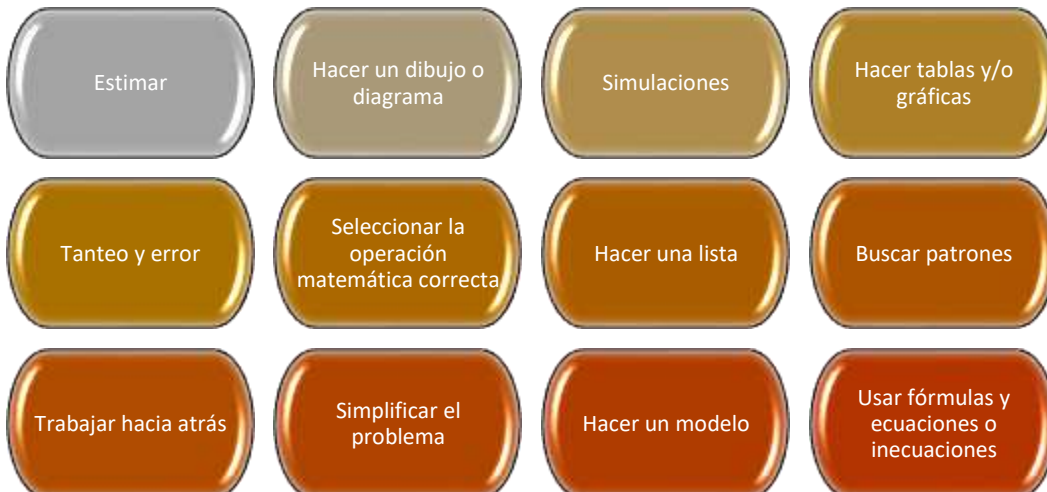 Estimar
Hacer un dibujo o
diagrama
Simulaciones
Hacer tablas y/o
gráficas
Tanteo y error
Seleccionar la
operación
matemática correcta
Hacer una lista
Buscar patrones
Trabajar hacia atrás
Simplificar el
problema
Hacer un modelo
Usar fórmulas y
ecuaciones o
inecuaciones